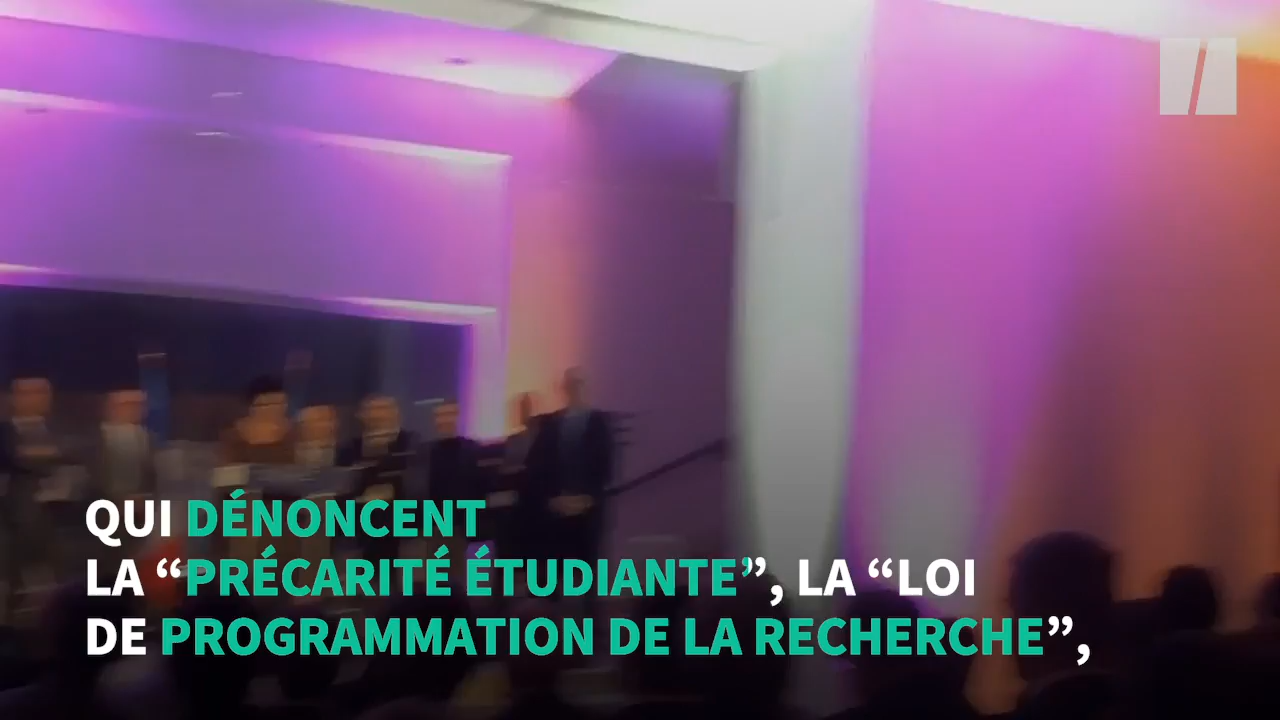 QUI DÉNONCENT
LA “PRÉCARITÉ ÉTUDIANTE”, LA “LOI
DE PROGRAMMATION DE LA RECHERCHE”,